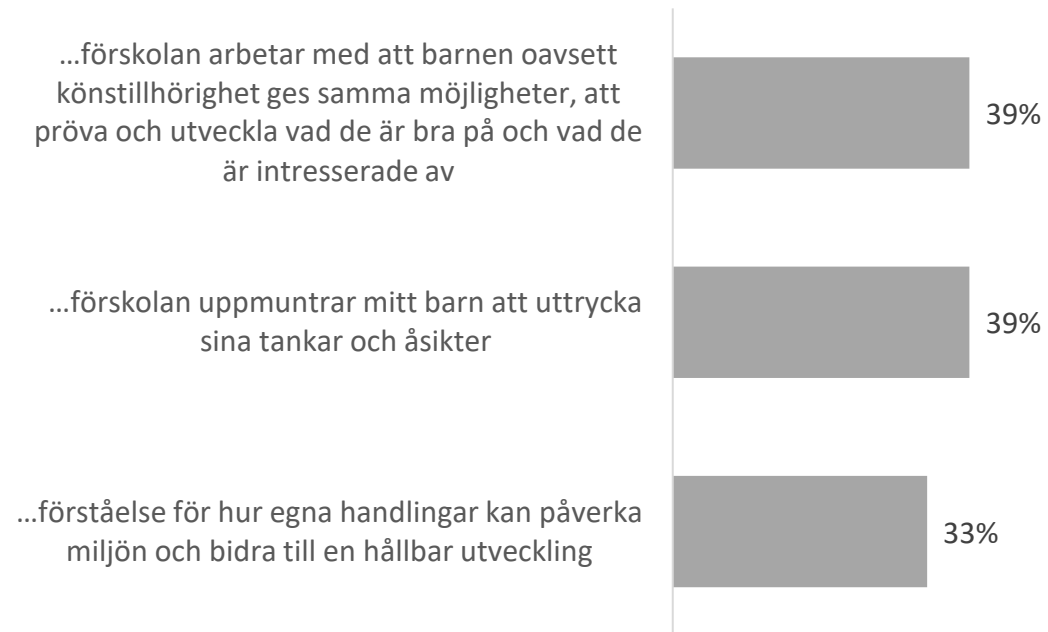 …förskolan arbetar med att barnen oavsett
könstillhörighet ges samma möjligheter, att
pröva och utveckla vad de är bra på och vad de
är intresserade av
39%
…förskolan uppmuntrar mitt barn att uttrycka
sina tankar och åsikter
39%
…förståelse för hur egna handlingar kan påverka
miljön och bidra till en hållbar utveckling
33%